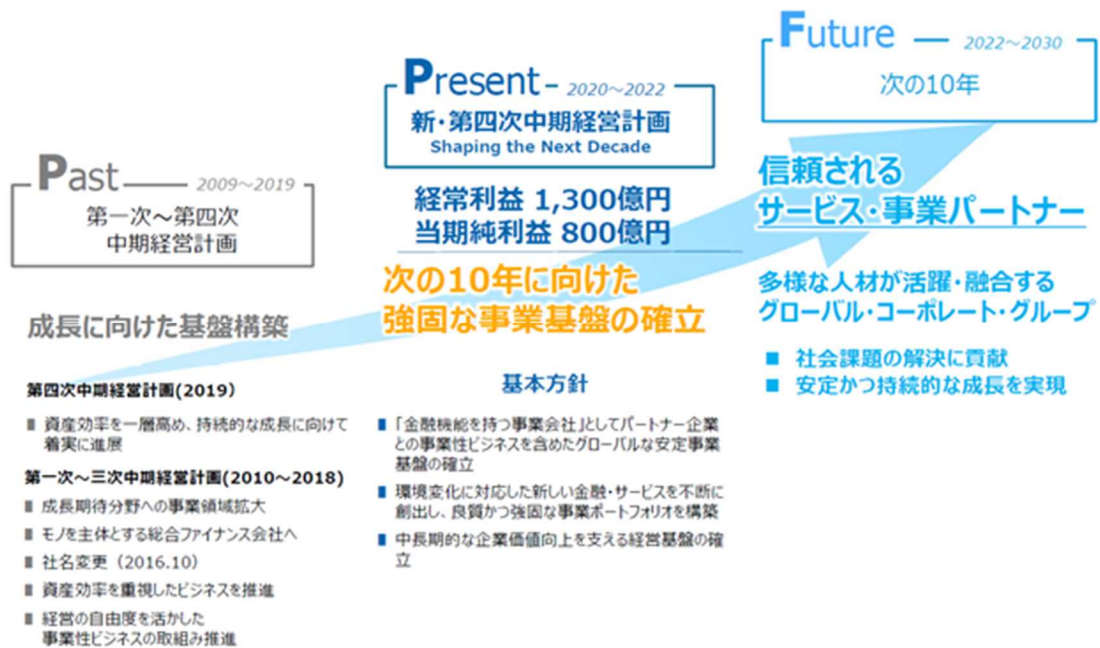 Past 2009～2019
第一次～第四次
中期経営計画
成長に向けた基盤構築
第四次中期経営計画(2019）
■ 資産効率を一層高め、持続的な成長に向けて
着実に進展
第一次～三次中期経営計画(2010～2018)
■ 成長期待分野への事業領域拡大
■ モノを主体とする総合ファイナンス会社へ
■ 社名変更（2016.10）
■ 資産効率を重視したビジネスを推進
■ 経営の自由度を活かした
事業性ビジネスの取組み推進
Present 2020～2022
新・第四次中期経営計画
Shaping the Next Decade
経常利益 1,300億円
当期純利益 800億円
次の10年に向けた
強固な事業基盤の確立
基本方針
■ 「金融機能を持つ事業会社」としてパートナー企業
との事業性ビジネスを含めたグローバルな安定事業
基盤の確立
■ 環境変化に対応した新しい金融・サービスを不断に
創出し、良質かつ強固な事業ポートフォリオを構築
■ 中長期的な企業価値向上を支える経営基盤の確
立
Future 2022～2030
次の10年
信頼される
サービス・事業パートナー
多様な人材が活躍・融合する
グローバル・コーポレート・グループ
■ 社会課題の解決に貢献
■ 安定かつ持続的な成長を実現